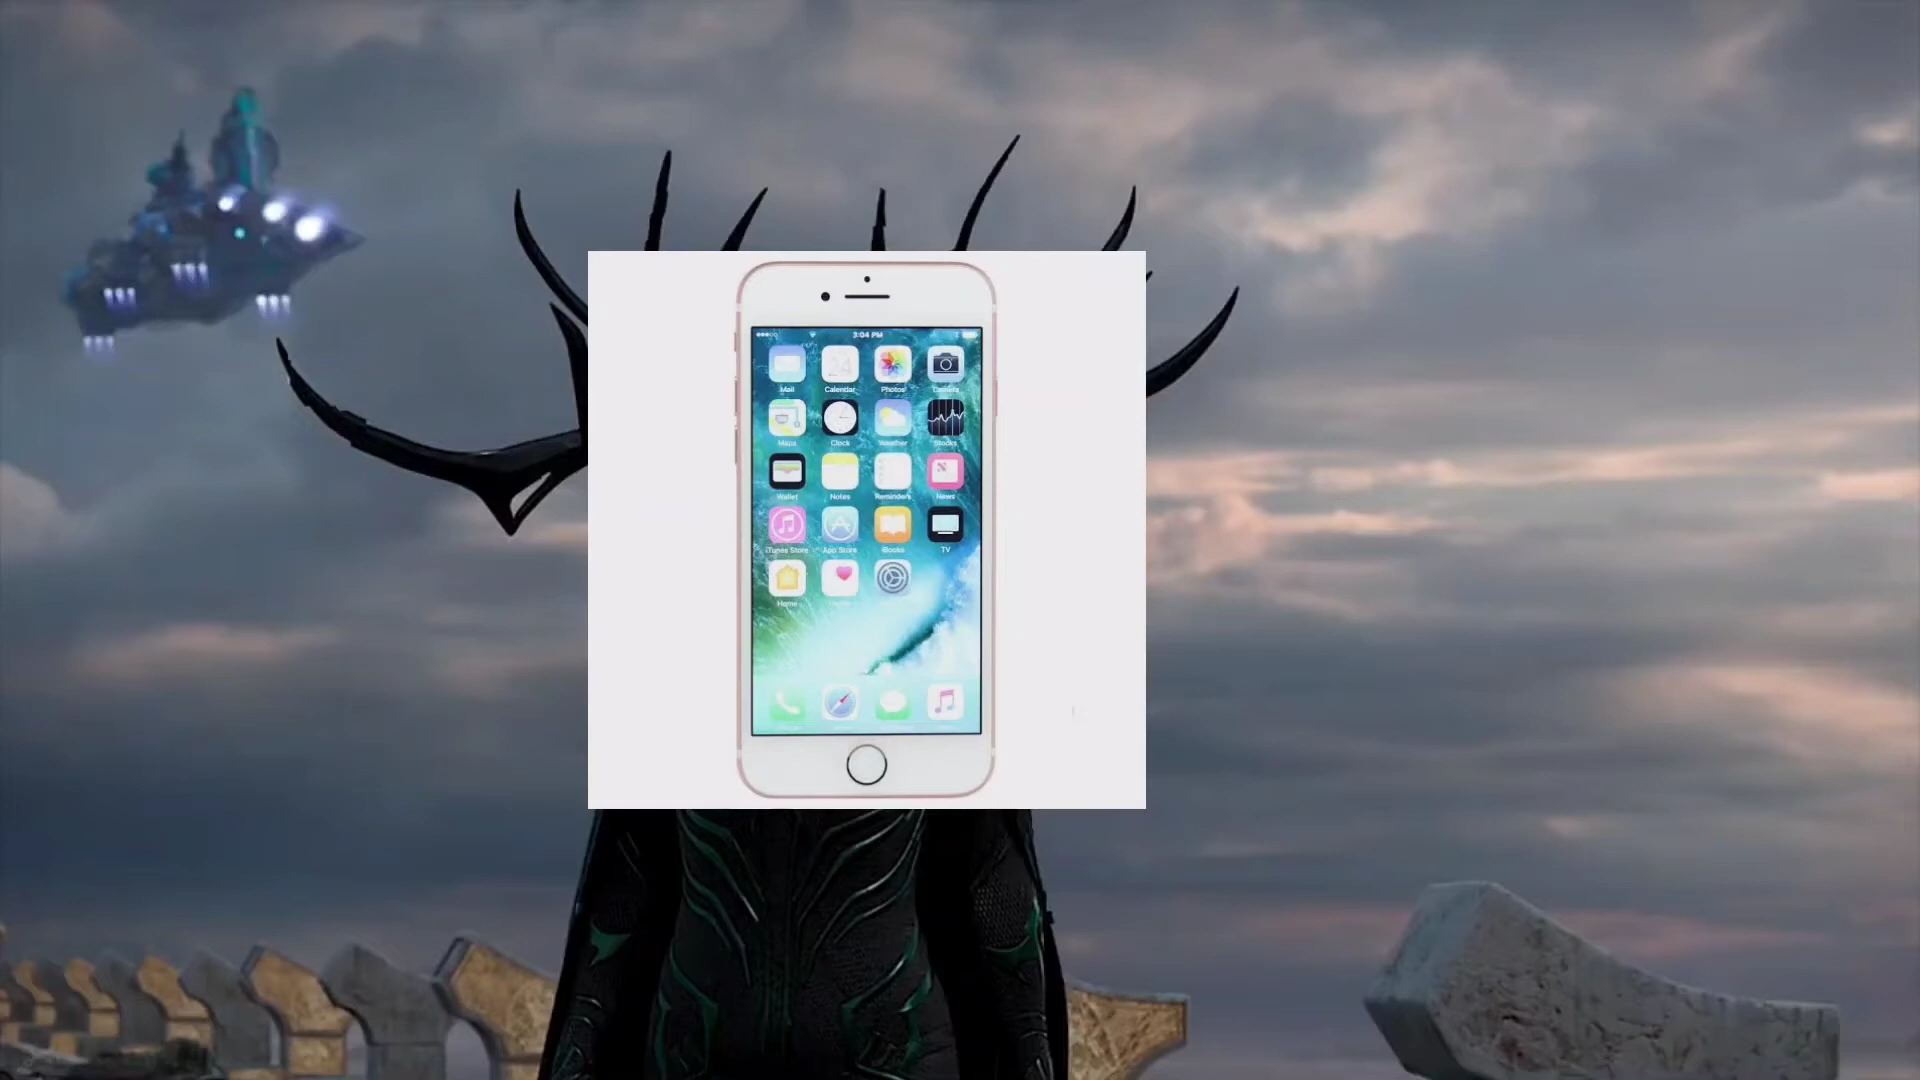 3:04 PM
Mail Calendar Photos Camera
24
Maps Clock Weather Stocks
Wallet Notes Reminders News
iTunes Store App Store iBooks TV
Home